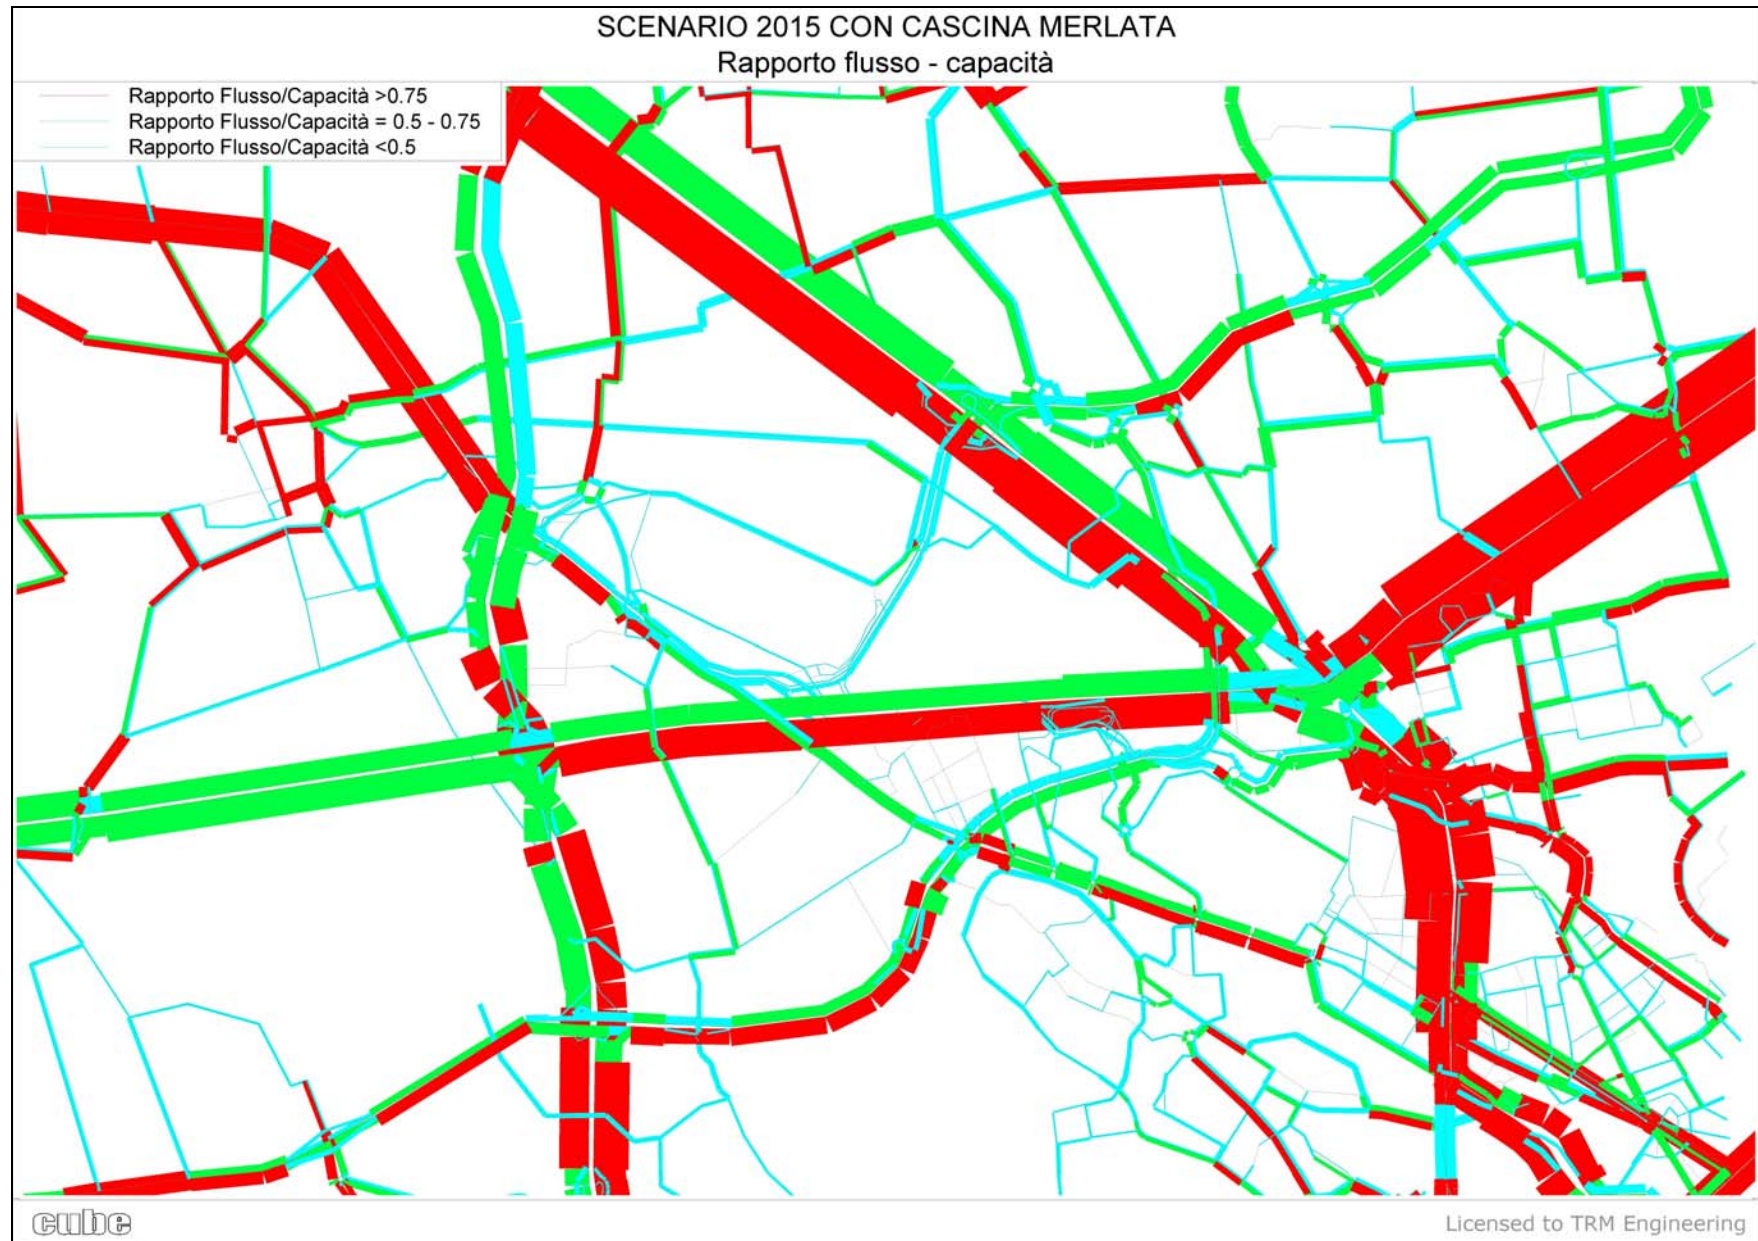 SCENARIO 2015 CON CASCINA MERLATA
Rapporto flusso - capacità
Rapporto Flusso/Capacità >0.75
Rapporto Flusso/Capacità = 0.5 - 0.75
Rapporto Flusso/Capacità <0.5
cube
Licensed to TRM Engineering